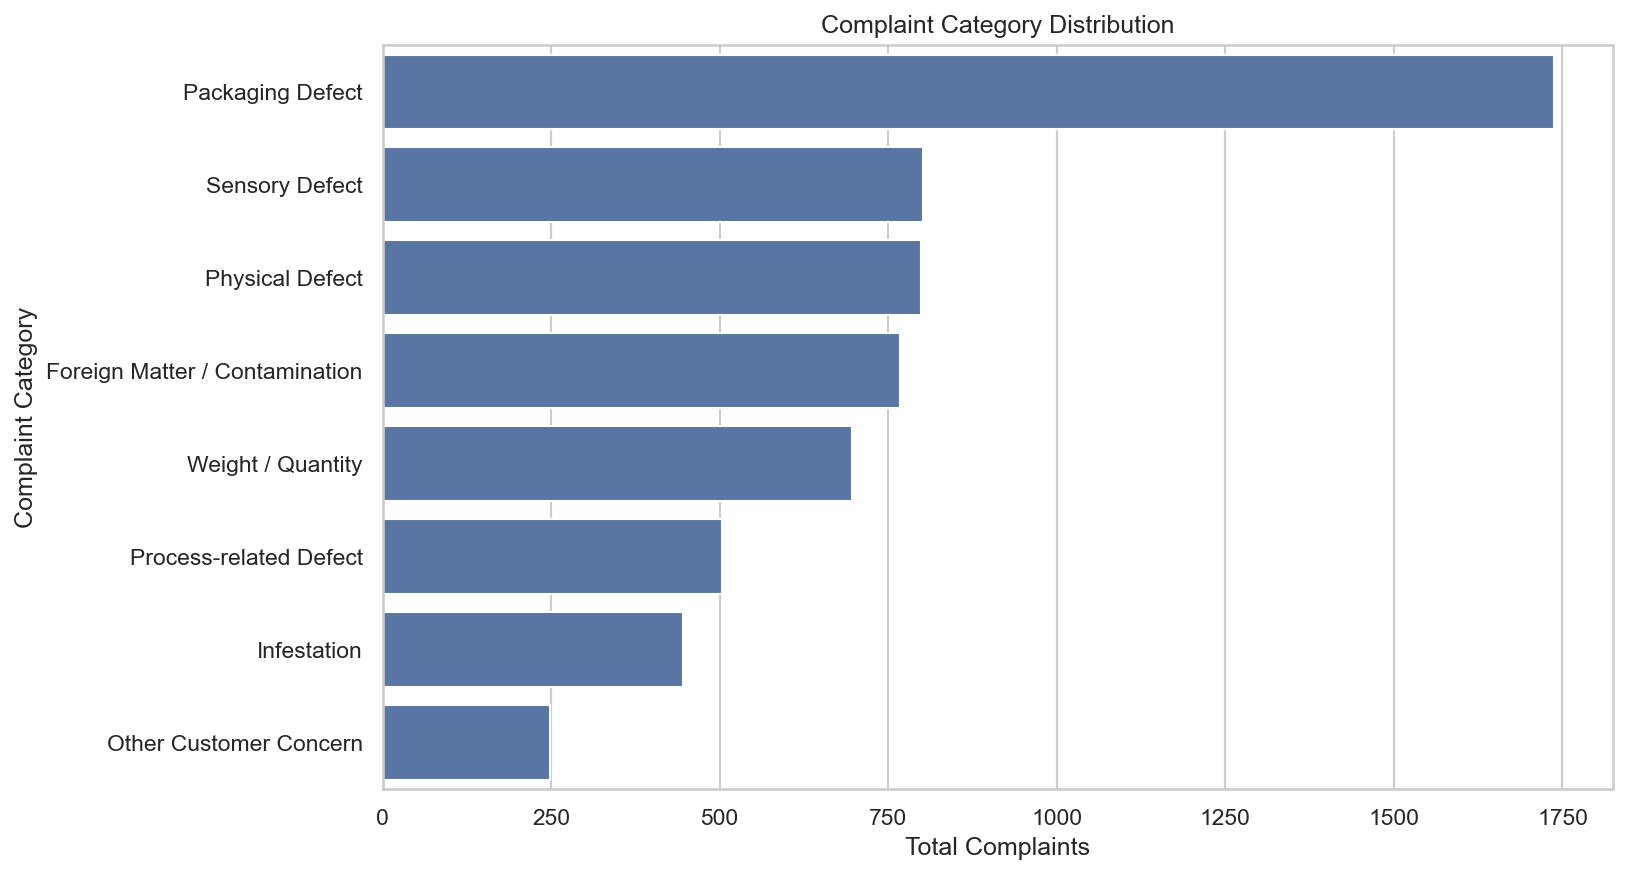 Complaint Category Distribution
Complaint Category
Packaging Defect
Sensory Defect
Physical Defect
Foreign Matter / Contamination
Weight / Quantity
Process-related Defect
Infestation
Other Customer Concern
0 250 500 750 1000 1250 1500 1750
Total Complaints